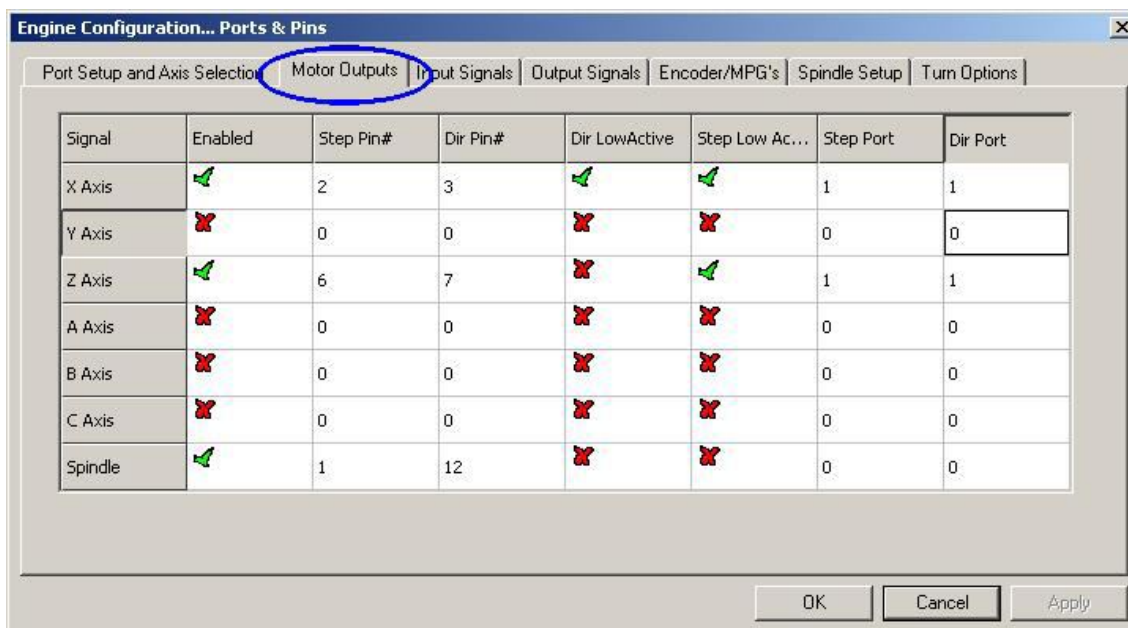 Engine Configuration... Ports & Pins
Port Setup and Axis Selection Motor Outputs Input Signals Output Signals Encoder/MPG's Spindle Setup Turn Options
Signal Enabled Step Pin# Dir Pin# Dir LowActive Step Low Ac... Step Port Dir Port
X Axis 2 3 1 1
Y Axis 0 0 0 0
Z Axis 6 7 1 1
A Axis 0 0 0 0
B Axis 0 0 0 0
C Axis 0 0 0 0
Spindle 1 12 0 0
OK Cancel Apply